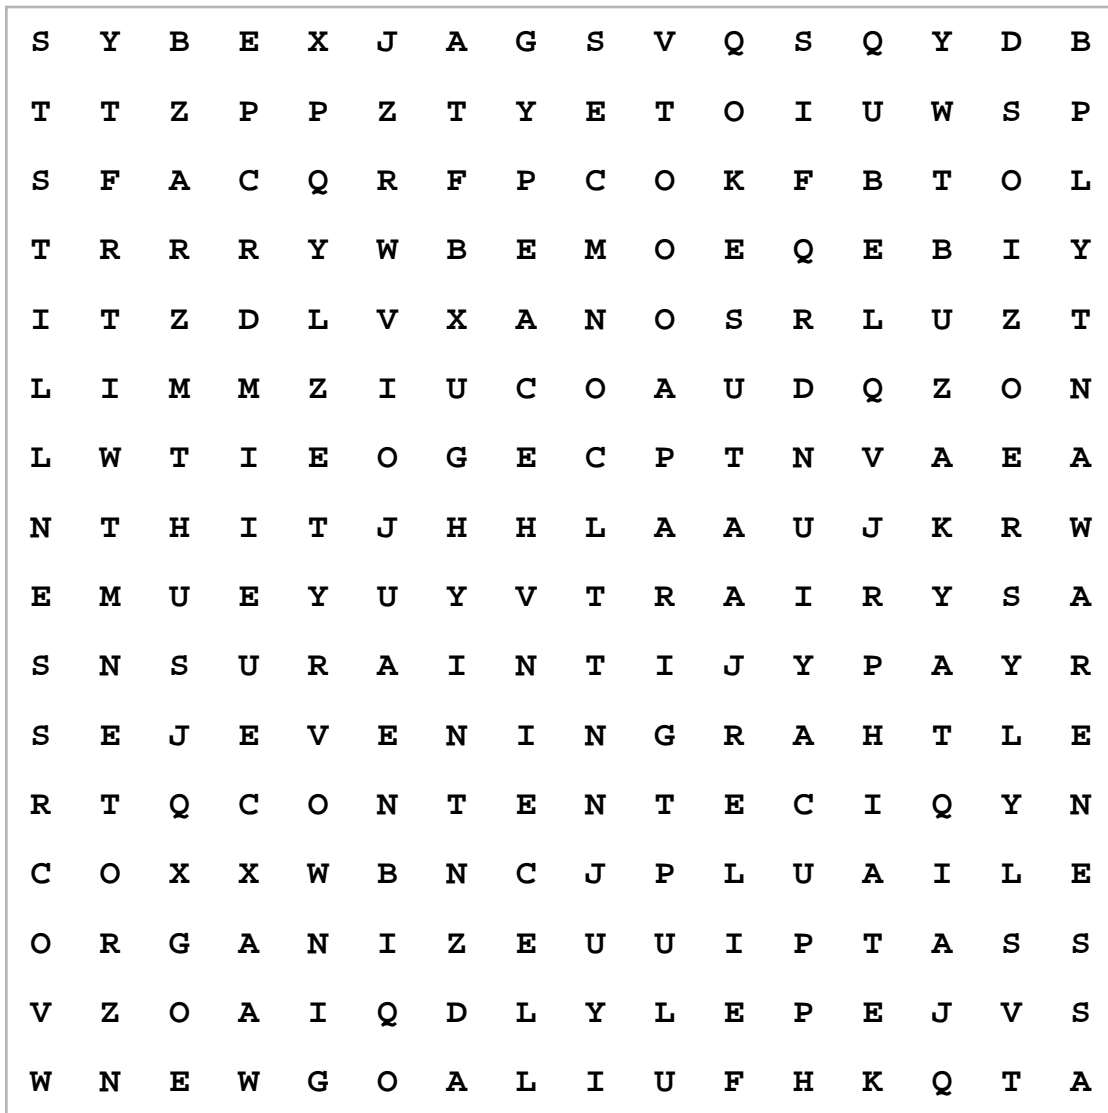 S Y B E X J A G S V Q S Q Y D B
T T Z P P Z T Y E T O I U W S P
S F A C Q R F P C O K F B T O L
T R R R Y W B E M O E Q E B I Y
I T Z D L V X A N O S R L U Z T
L I M M Z I U C O A U D Q Z O N
L W T I E O G E C P T N V A E A
N T H I T J H H L A A U J K R W
E M U E Y U Y V T R A I R Y S A
S N S U R A I N T I J Y P A Y R
S E J E V E N I N G R A H T L E
R T Q C O N T E N T E C I Q Y N
C O X X W B N C J P L U A I L E
O R G A N I Z E U U I P T A S S
V Z O A I Q D L Y L E P E J V S
W N E W G O A L I U F H K Q T A